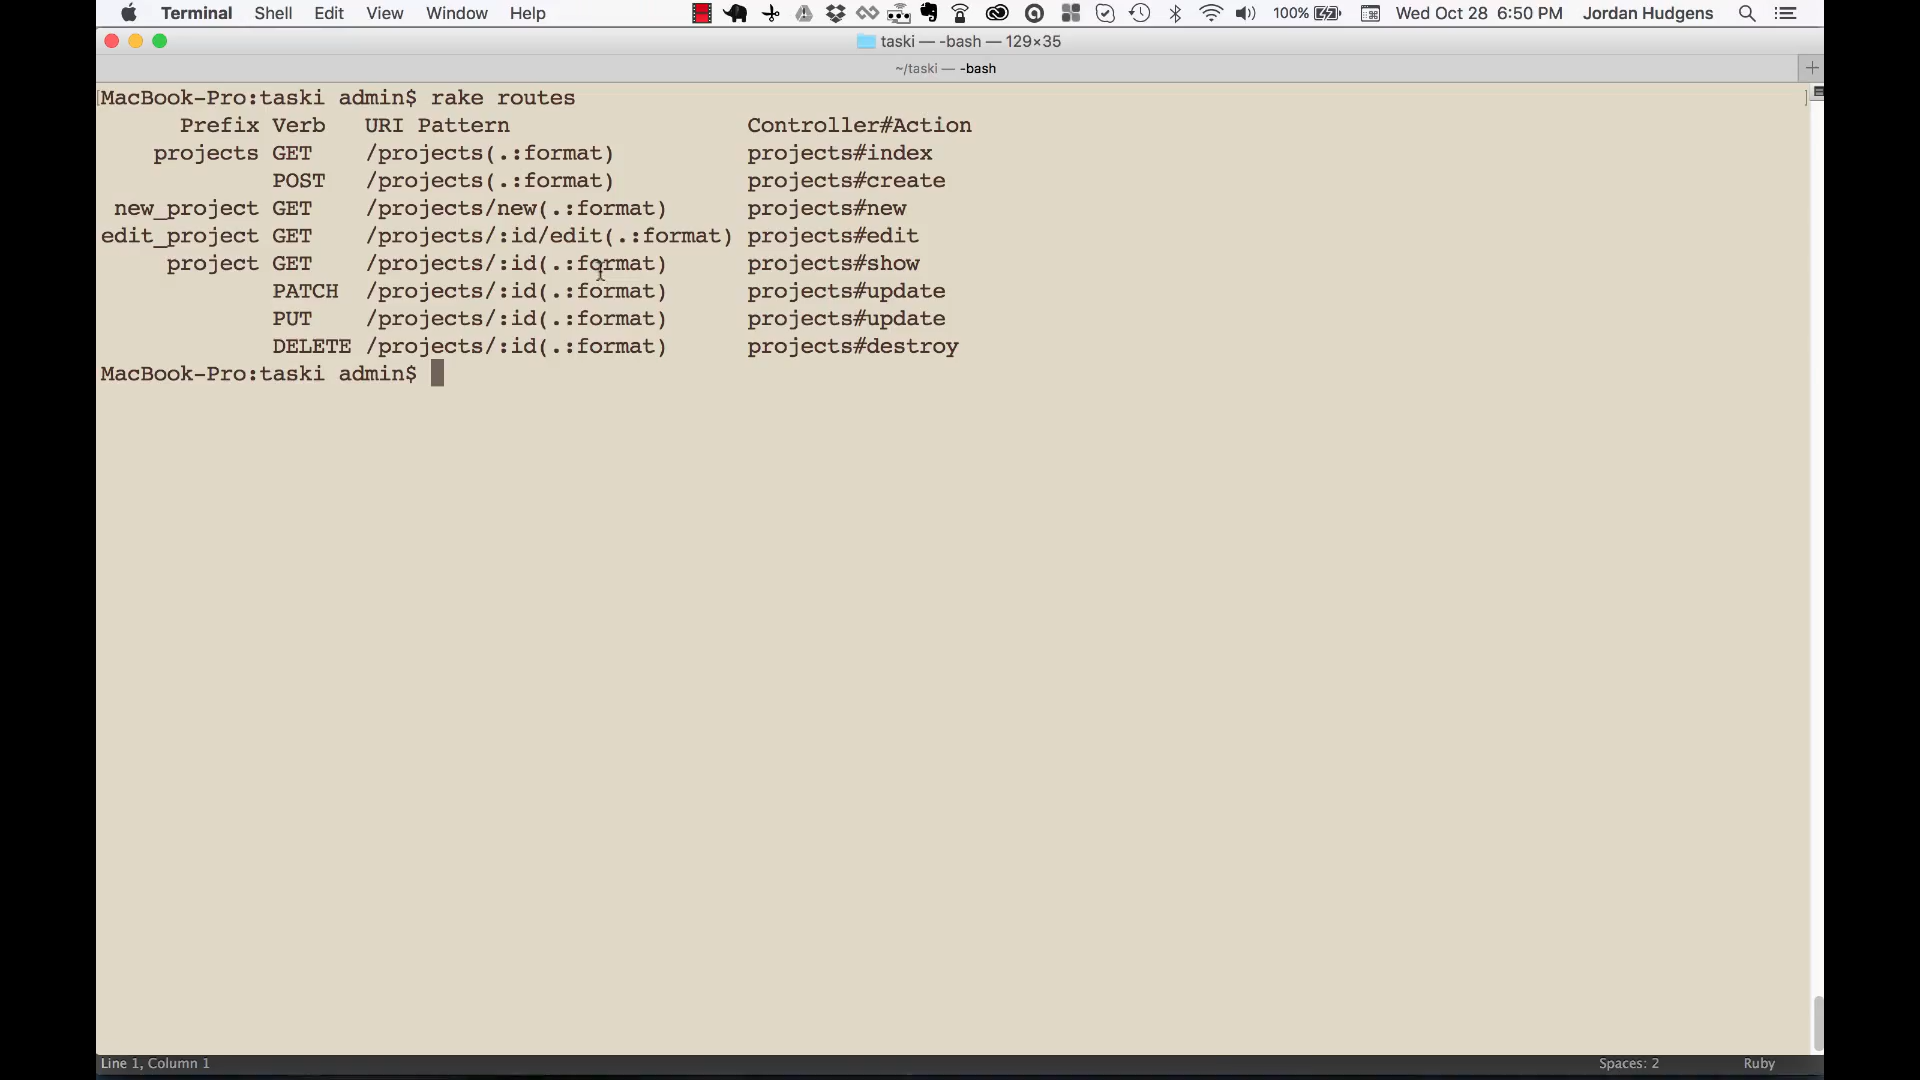 Terminal Shell Edit View Window Help 100% Wed Oct 28 6:50 PM Jordan Hudgens
taski — -bash — 129×35
~/taski — -bash
MacBook-Pro:taski admin$ rake routes
Prefix Verb URI Pattern Controller#Action
projects GET /projects(.:format) projects#index
POST /projects(.:format) projects#create
new_project GET /projects/new(.:format) projects#new
edit_project GET /projects/:id/edit(.:format) projects#edit
project GET /projects/:id(.:format) projects#show
PATCH /projects/:id(.:format) projects#update
PUT /projects/:id(.:format) projects#update
DELETE /projects/:id(.:format) projects#destroy
MacBook-Pro:taski admin$
Line 1, Column 1 Spaces: 2 Ruby